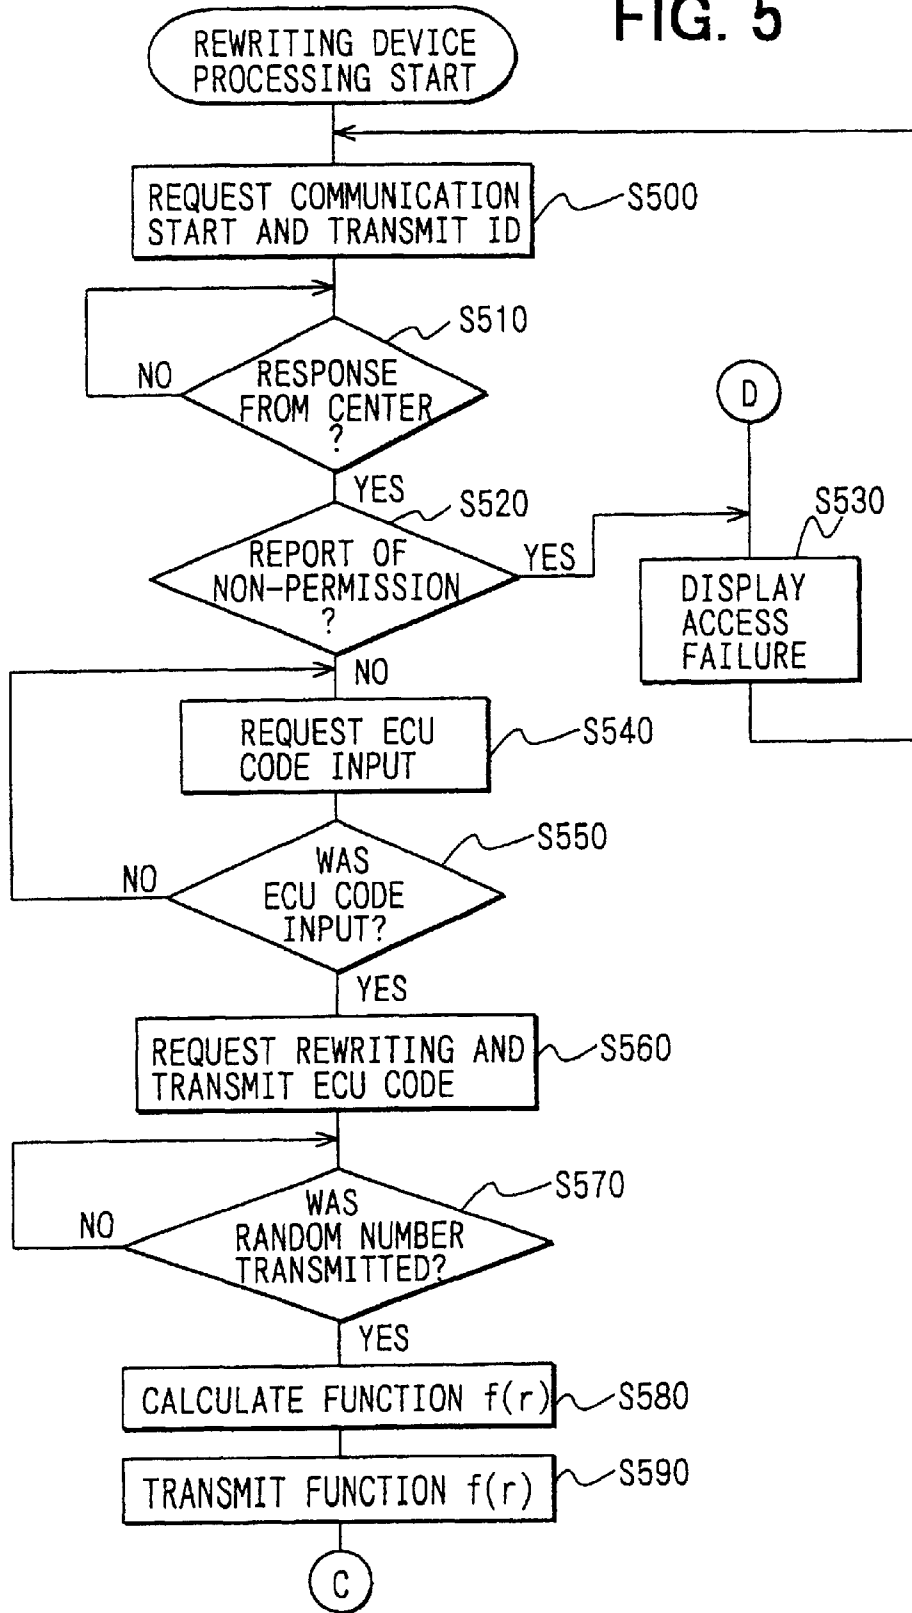 FIG. 5
REWRITING DEVICE
PROCESSING START
REQUEST COMMUNICATION
START AND TRANSMIT ID
S500
S510
NO
RESPONSE
FROM CENTER
?
YES
D
S520
REPORT OF
NON-PERMISSION
?
YES
S530
DISPLAY
ACCESS
FAILURE
NO
REQUEST ECU
CODE INPUT
S540
S550
NO
WAS
ECU CODE
INPUT?
YES
REQUEST REWRITING AND
TRANSMIT ECU CODE
S560
S570
NO
WAS
RANDOM NUMBER
TRANSMITTED?
YES
CALCULATE FUNCTION f(r)
S580
TRANSMIT FUNCTION f(r)
S590
C